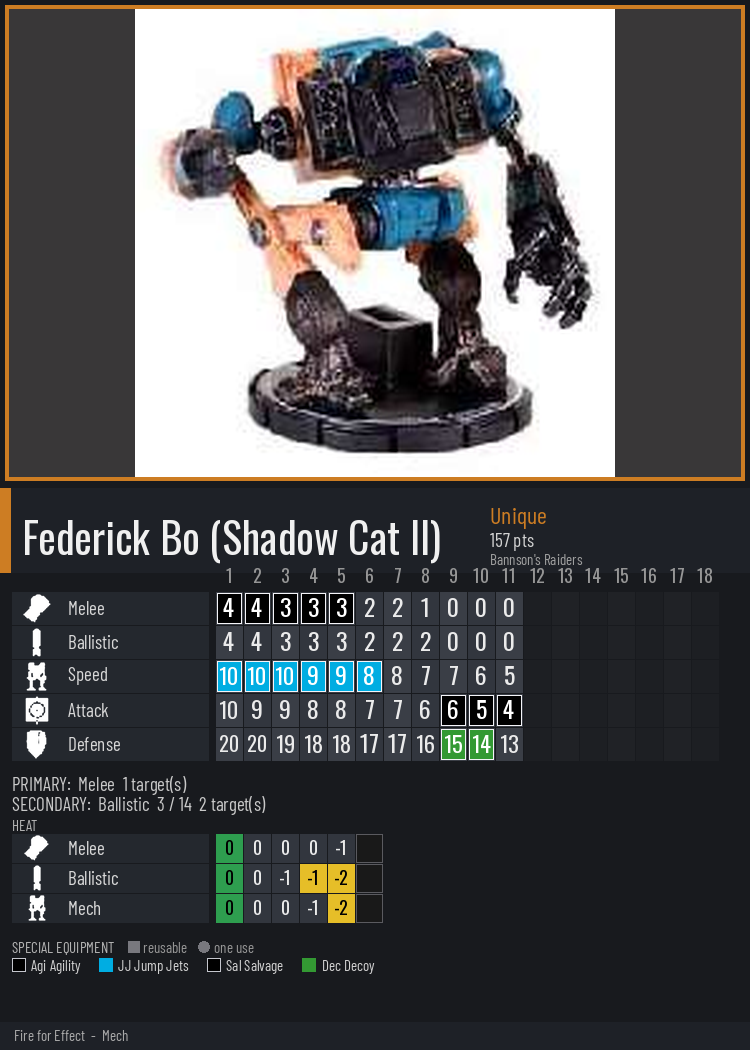 Federick Bo (Shadow Cat II)
Unique
157 pts
Bannson's Raiders
1 2 3 4 5 6 7 8 9 10 11 12 13 14 15 16 17 18
Melee 4 4 3 3 3 2 2 1 0 0 0
Ballistic 4 4 3 3 3 2 2 2 0 0 0
Speed 10 10 10 9 9 8 8 7 7 6 5
Attack 10 9 9 8 8 7 7 6 6 5 4
Defense 20 20 19 18 18 17 17 16 15 14 13
PRIMARY: Melee 1 target(s)
SECONDARY: Ballistic 3 / 14 2 target(s)
HEAT
Melee 0 0 0 0 -1
Ballistic 0 0 -1 -1 -2
Mech 0 0 0 -1 -2
SPECIAL EQUIPMENT reusable one use
Agi Agility JJ Jump Jets Sal Salvage Dec Decoy
Fire for Effect - Mech